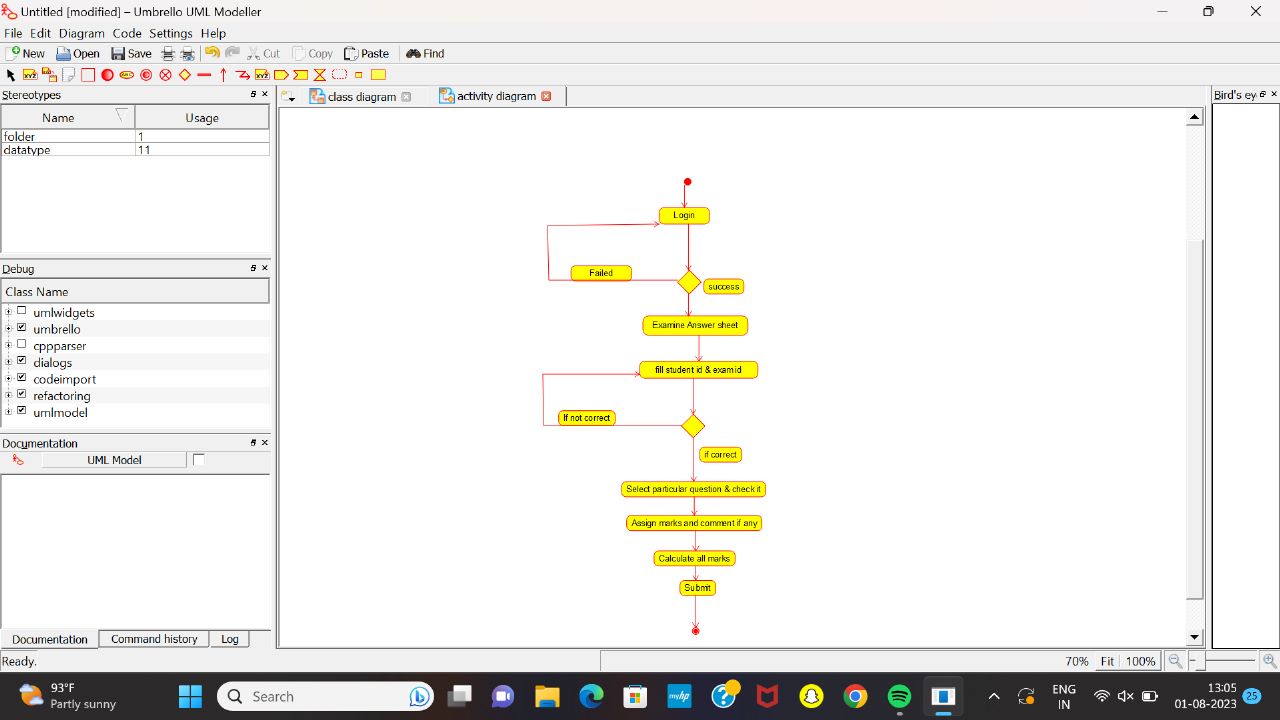 Untitled [modified] – Umbrello UML Modeller
File Edit Diagram Code Settings Help
New Open Save Cut Copy Paste Find
Stereotypes
Name Usage
folder 1
datatype 11
Debug
Class Name
umlwidgets
umbrello
cppparser
dialogs
codeimport
refactoring
umlmodel
Documentation
UML Model
Documentation Command history Log
class diagram activity diagram
Login
Failed
success
Examine Answer sheet
fill student id & exam id
If not correct
if correct
Select particular question & check it
Assign marks and comment if any
Calculate all marks
Submit
Bird's ey
Ready.
70% Fit 100%
93°F
Partly sunny
Search
myhp
ENG
IN
13:05
01-08-2023
25